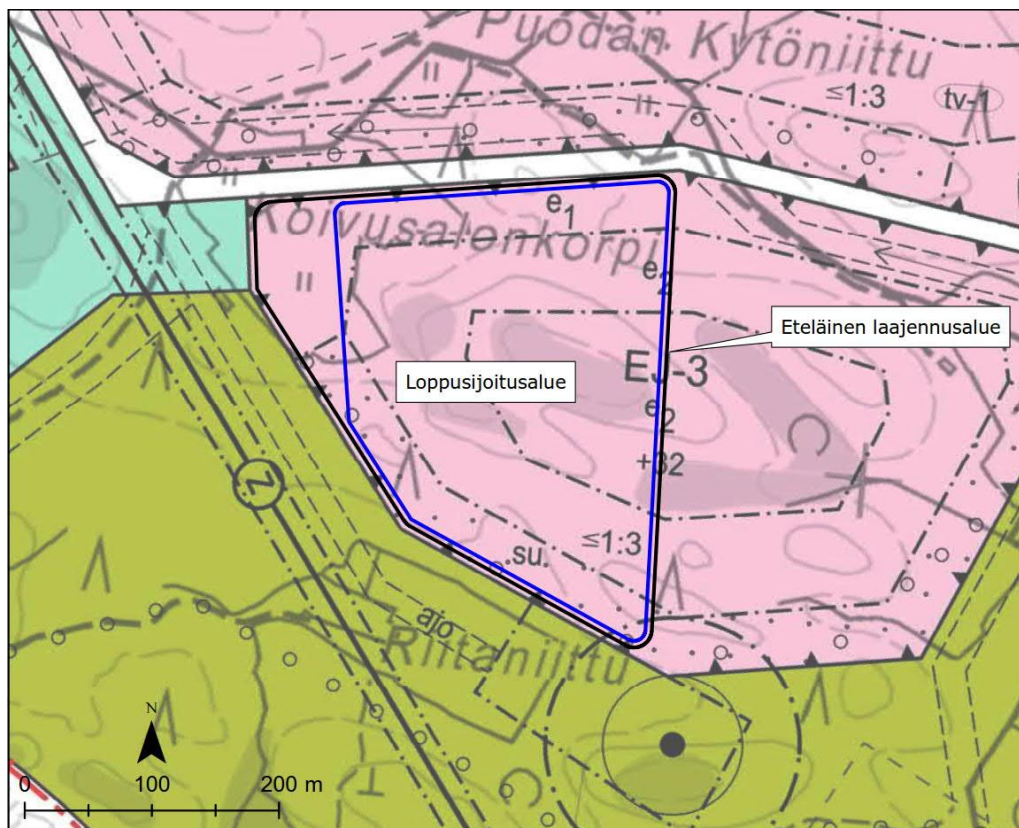 Puodan Kytöniittu
≤1:3
tv-1
e1
Koivusalonkorpi
e2
Eteläinen laajennusalue
EJ-3
Loppusijoitusalue
e2
+32
Z
≤1:3
su.
ajo
Riitaniittu
N
0 100 200 m